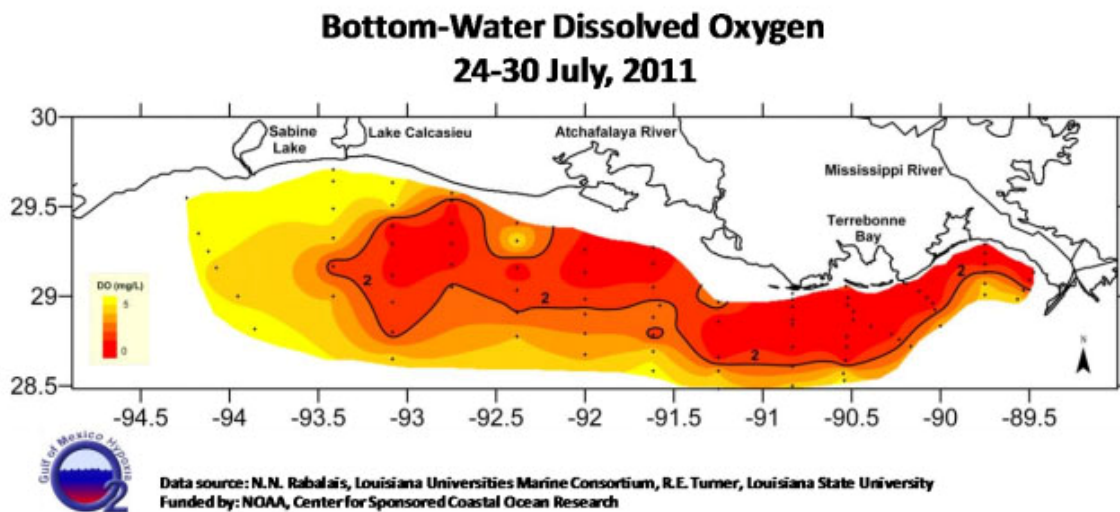 Bottom-Water Dissolved Oxygen
24-30 July, 2011
30
29.5
29
28.5
Sabine
Lake
Lake Calcasieu
Atchafalaya River
Mississippi River
Terrebonne
Bay
DO (mg/L)
5
0
2
2
2
2
N
-94.5
-94
-93.5
-93
-92.5
-92
-91.5
-91
-90.5
-90
-89.5
Gulf of Mexico Hypoxia
O2
Data source: N.N. Rabalais, Louisiana Universities Marine Consortium, R.E. Turner, Louisiana State University
Funded by: NOAA, Center for Sponsored Coastal Ocean Research